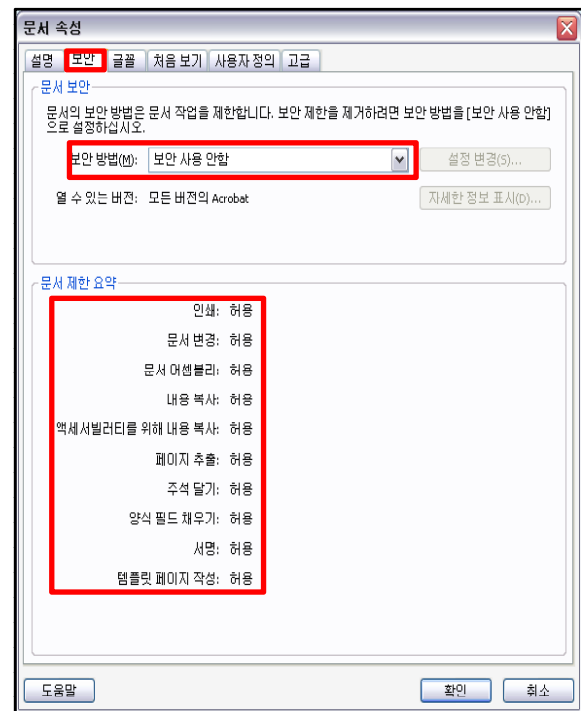 문서 속성
설명 보안 글꼴 처음 보기 사용자 정의 고급
문서 보안
문서의 보안 방법은 문서 작업을 제한합니다. 보안 제한을 제거하려면 보안 방법을 [보안 사용 안함]
으로 설정하십시오.
보안 방법(M): 보안 사용 안함 설정 변경(S)...
열 수 있는 버전: 모든 버전의 Acrobat 자세한 정보 표시(D)...
문서 제한 요약
인쇄: 허용
문서 변경: 허용
문서 어셈블리: 허용
내용 복사: 허용
액세서빌러티를 위해 내용 복사: 허용
페이지 추출: 허용
주석 달기: 허용
양식 필드 채우기: 허용
서명: 허용
템플릿 페이지 작성: 허용
도움말 확인 취소